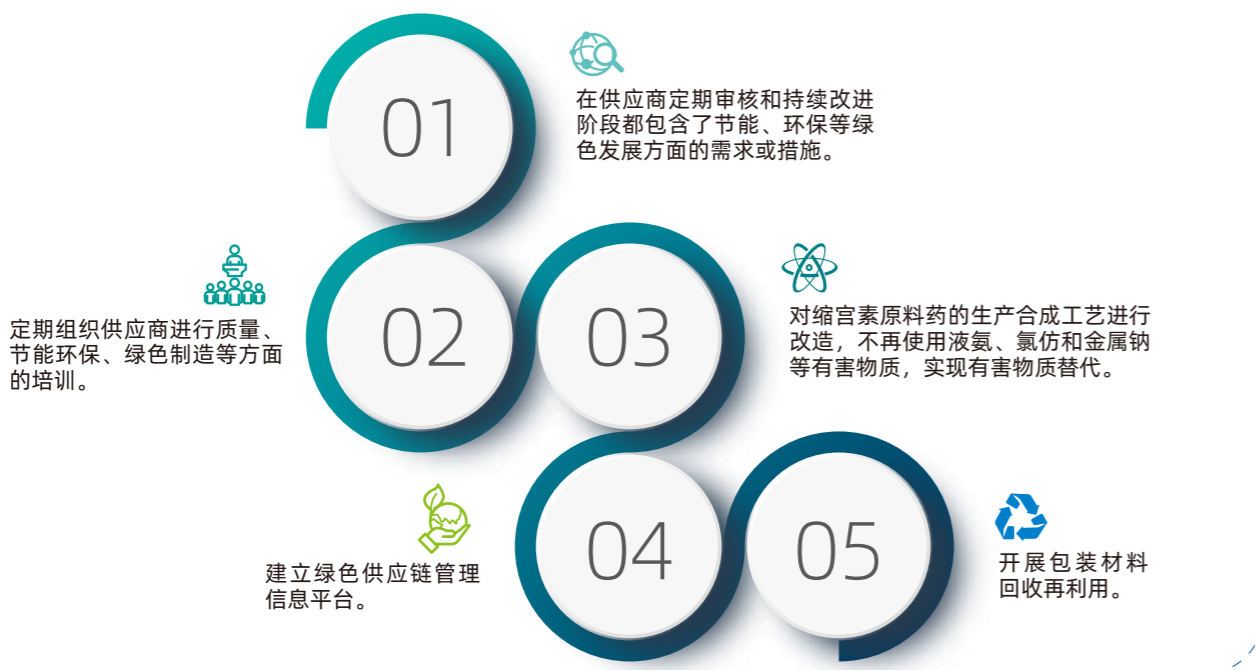 01
在供应商定期审核和持续改进
阶段都包含了节能、环保等绿
色发展方面的需求或措施。
02
定期组织供应商进行质量、
节能环保、绿色制造等方面
的培训。
03
对缩宫素原料药的生产合成工艺进行
改造，不再使用液氨、氯仿和金属钠
等有害物质，实现有害物质替代。
04
建立绿色供应链管理
信息平台。
05
开展包装材料
回收再利用。